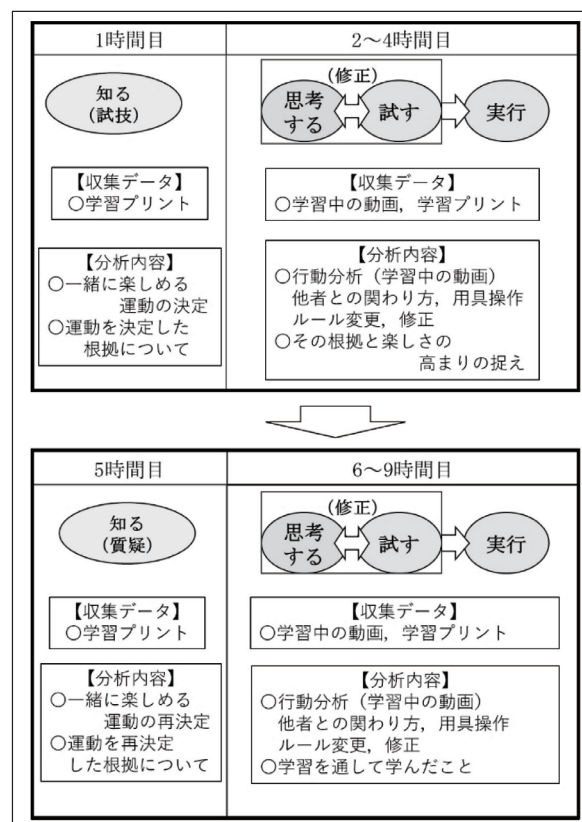 1時間目
2～4時間目
知る
（試技）
（修正）
思考
する
試す
実行
【収集データ】
○学習プリント
【収集データ】
○学習中の動画，学習プリント
【分析内容】
○一緒に楽しめる
運動の決定
○運動を決定した
根拠について
【分析内容】
○行動分析（学習中の動画）
他者との関わり方，用具操作
ルール変更，修正
○その根拠と楽しさの
高まりの捉え
5時間目
6～9時間目
知る
（質疑）
（修正）
思考
する
試す
実行
【収集データ】
○学習プリント
【収集データ】
○学習中の動画，学習プリント
【分析内容】
○一緒に楽しめる
運動の再決定
○運動を再決定
した根拠について
【分析内容】
○行動分析（学習中の動画）
他者との関わり方，用具操作
ルール変更，修正
○学習を通して学んだこと